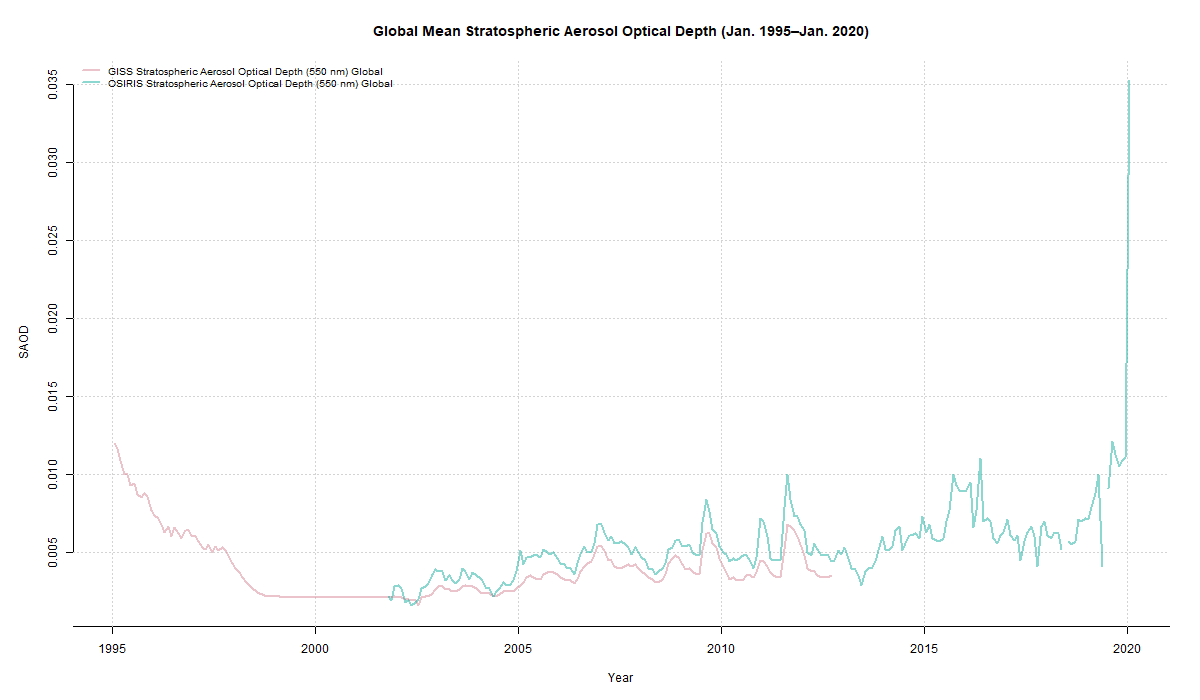 Global Mean Stratospheric Aerosol Optical Depth (Jan. 1995–Jan. 2020)
GISS Stratospheric Aerosol Optical Depth (550 nm) Global
OSIRIS Stratospheric Aerosol Optical Depth (550 nm) Global
0.035
0.030
0.025
0.020
0.015
0.010
0.005
SAOD
1995 2000 2005 2010 2015 2020
Year